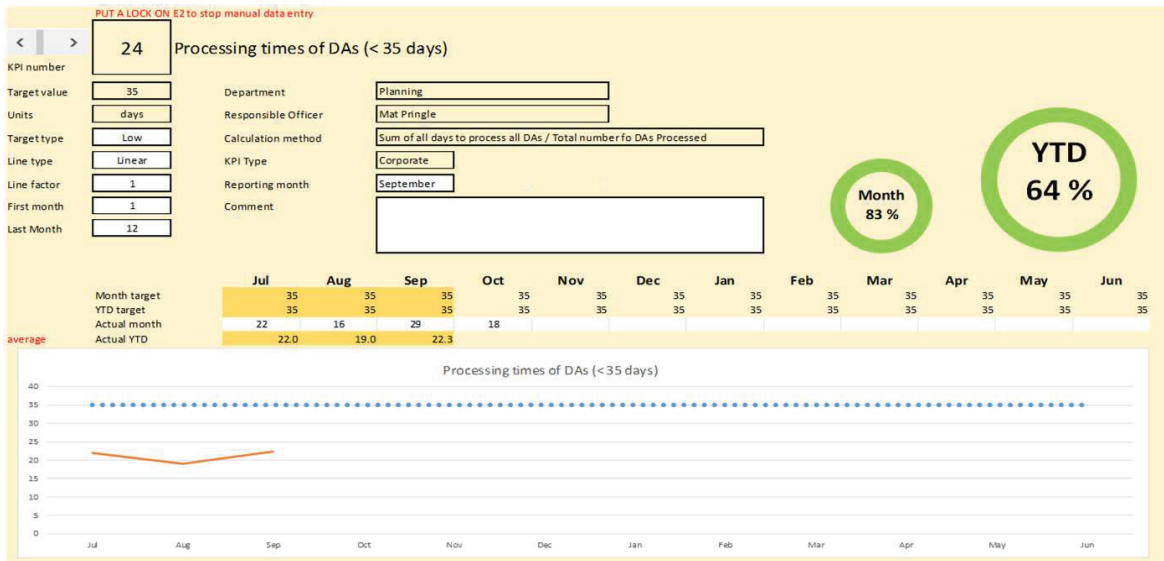 PUT A LOCK ON E2 to stop manual data entry
< >
KPI number
24
Processing times of DAs (< 35 days)
Target value 35 Department Planning
Units days Responsible Officer Mat Pringle
Target type Low Calculation method Sum of all days to process all DAs / Total number fo DAs Processed
Line type Linear KPI Type Corporate
Line factor 1 Reporting month September
First month 1 Comment
Last Month 12
Month
83 %
YTD
64 %
Jul Aug Sep Oct Nov Dec Jan Feb Mar Apr May Jun
Month target 35 35 35 35 35 35 35 35 35 35 35 35
YTD target 35 35 35 35 35 35 35 35 35 35 35 35
Actual month 22 16 29 18
average Actual YTD 22.0 19.0 22.3
Processing times of DAs (<35 days)
40
35
30
25
20
15
10
5
0
Jul Aug Sep Oct Nov Dec Jan Feb Mar Apr May Jun